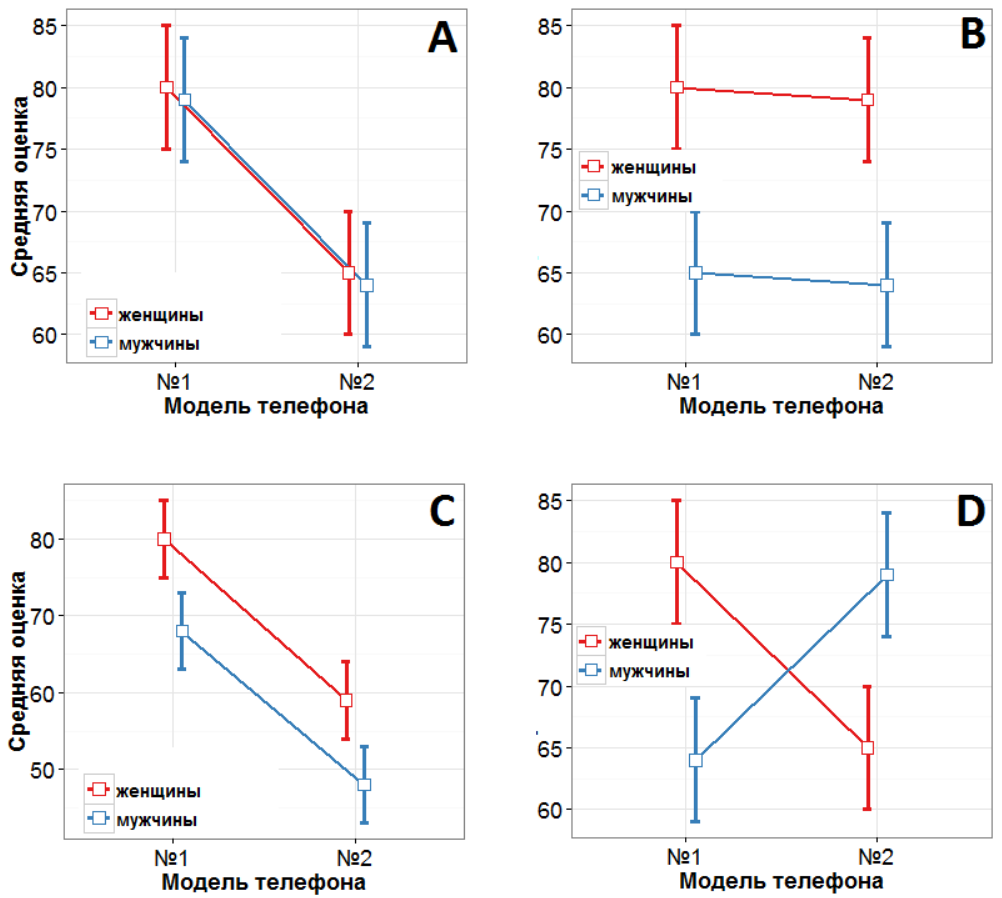 A
85
80
75
70
65
60
Средняя оценка
женщины
мужчины
№1
№2
Модель телефона
B
85
80
75
70
65
60
женщины
мужчины
№1
№2
Модель телефона
C
80
70
60
50
Средняя оценка
женщины
мужчины
№1
№2
Модель телефона
D
85
80
75
70
65
60
женщины
мужчины
№1
№2
Модель телефона